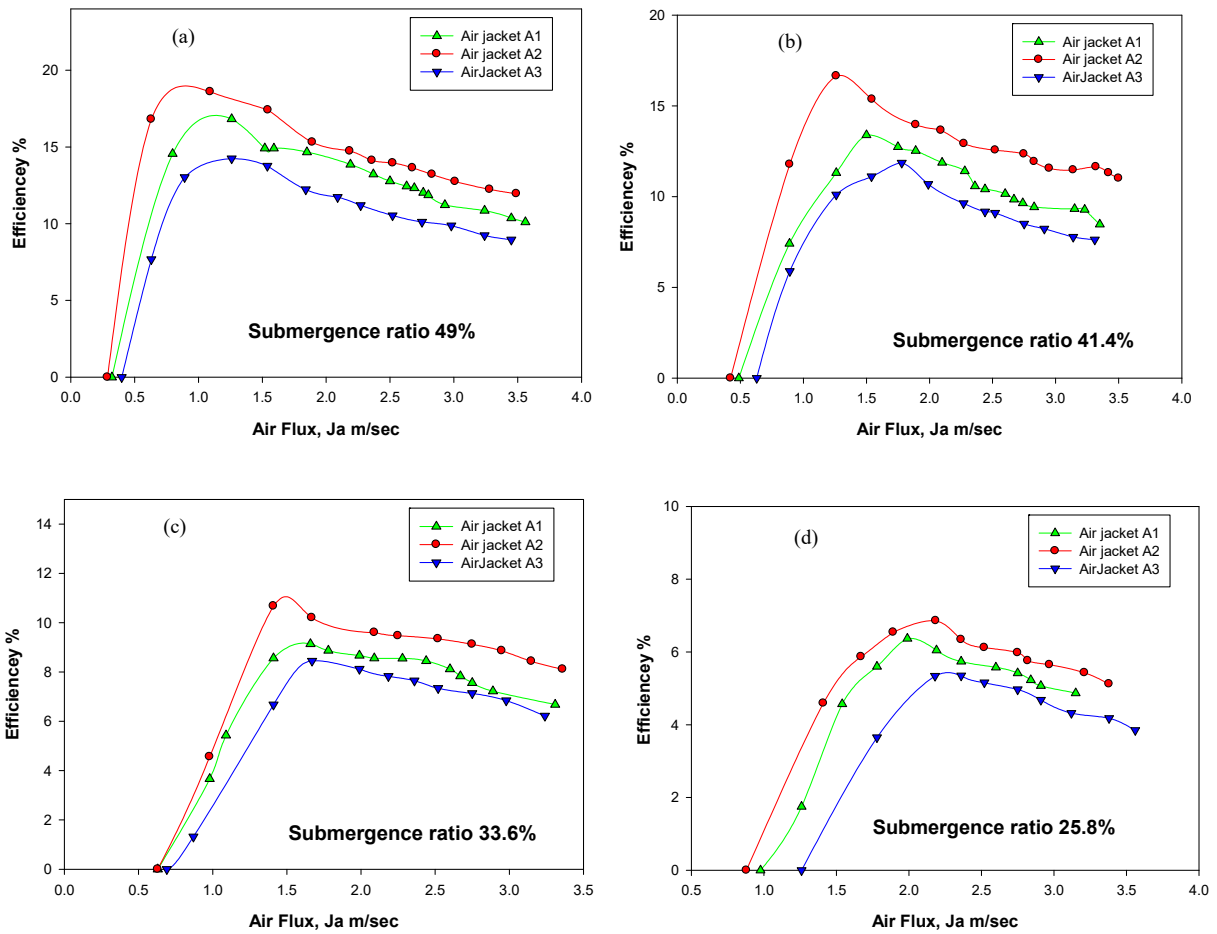 (a)
Air jacket A1
Air jacket A2
AirJacket A3
Efficiencey %
20
15
10
5
0
Submergence ratio 49%
0.0 0.5 1.0 1.5 2.0 2.5 3.0 3.5 4.0
Air Flux, Ja m/sec
(b)
Air jacket A1
Air jacket A2
AirJacket A3
Efficiencey %
20
15
10
5
0
Submergence ratio 41.4%
0.0 0.5 1.0 1.5 2.0 2.5 3.0 3.5 4.0
Air Flux, Ja m/sec
(c)
Air jacket A1
Air jacket A2
AirJacket A3
Efficiencey %
14
12
10
8
6
4
2
0
Submergence ratio 33.6%
0.0 0.5 1.0 1.5 2.0 2.5 3.0 3.5
Air Flux, Ja m/sec
(d)
Air jacket A1
Air jacket A2
AirJacket A3
Efficiencey %
10
8
6
4
2
0
Submergence ratio 25.8%
0.5 1.0 1.5 2.0 2.5 3.0 3.5 4.0
Air Flux, Ja m/sec